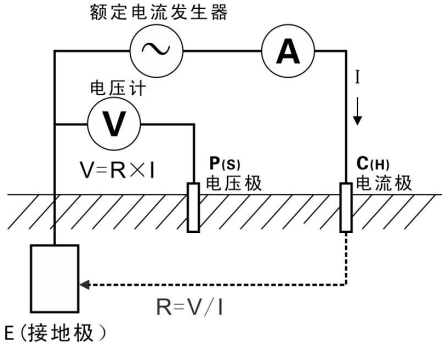 额定电流发生器
A
I
电压计
V
V=R×I
P(S)
电压极
C(H)
电流极
R=V/I
E(接地极）